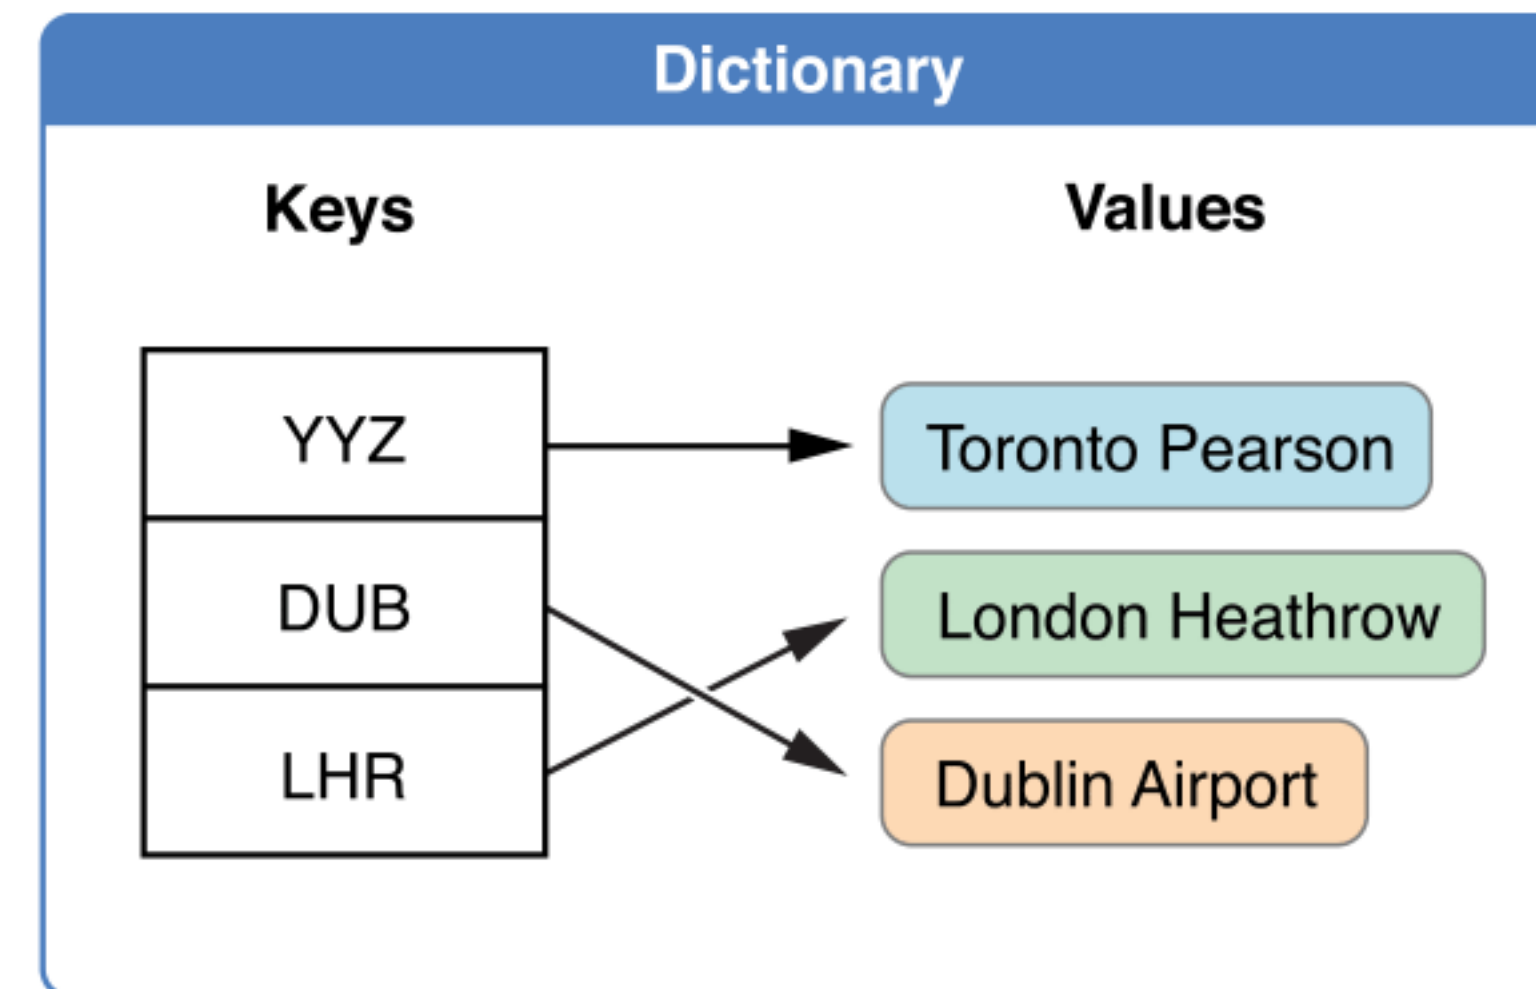 Dictionary
Keys
Values
YYZ
Toronto Pearson
DUB
London Heathrow
LHR
Dublin Airport